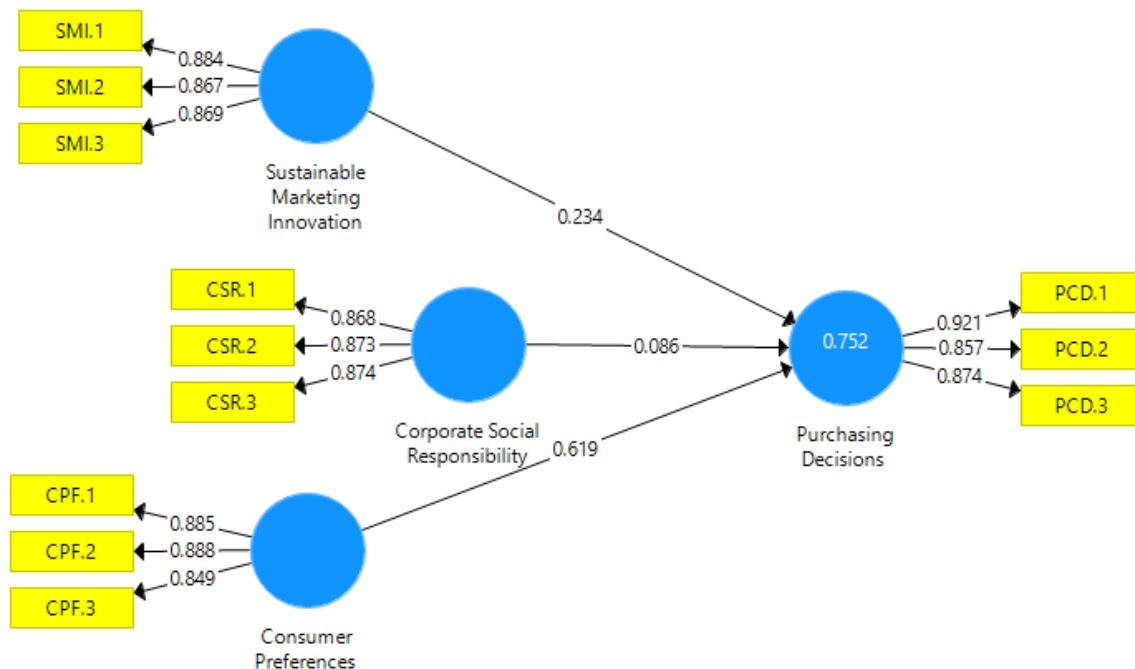 SMI.1
0.884
SMI.2
0.867
SMI.3
0.869
Sustainable
Marketing
Innovation
0.234
CSR.1
0.868
CSR.2
0.873
CSR.3
0.874
Corporate Social
Responsibility
0.086
0.752
Purchasing
Decisions
PCD.1
0.921
PCD.2
0.857
PCD.3
0.874
0.619
CPF.1
0.885
CPF.2
0.888
CPF.3
0.849
Consumer
Preferences